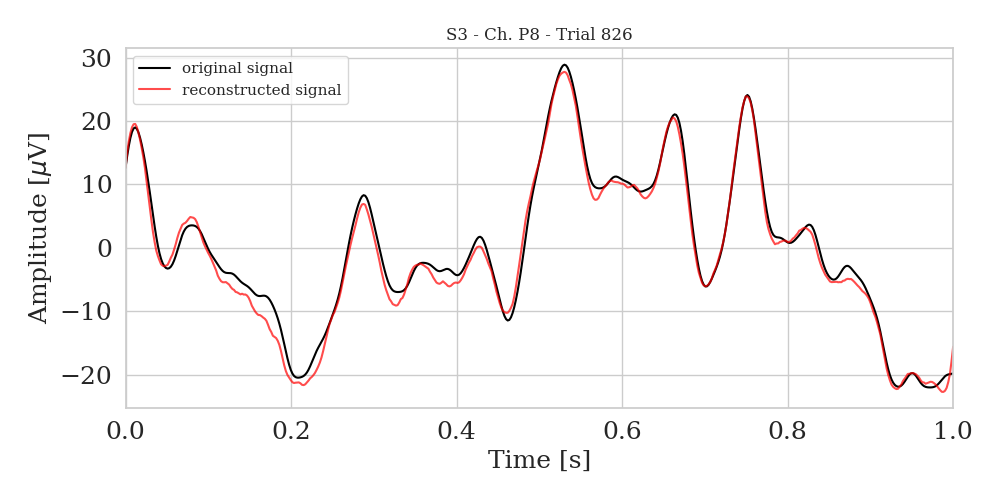 S3 - Ch. P8 - Trial 826
original signal
reconstructed signal
Amplitude [μV]
30
20
10
0
−10
−20
0.0 0.2 0.4 0.6 0.8 1.0
Time [s]